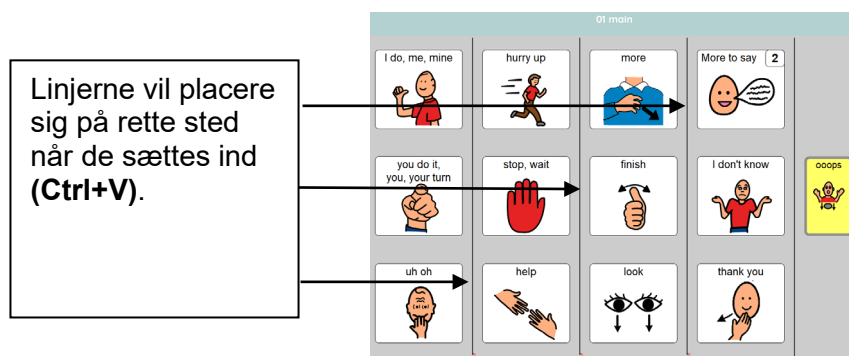 01 main
Linjerne vil placere
sig på rette sted
når de sættes ind
(Ctrl+V).
I do, me, mine
hurry up
more
More to say 2
you do it,
you, your turn
stop, wait
finish
I don't know
ooops
uh oh
help
look
thank you